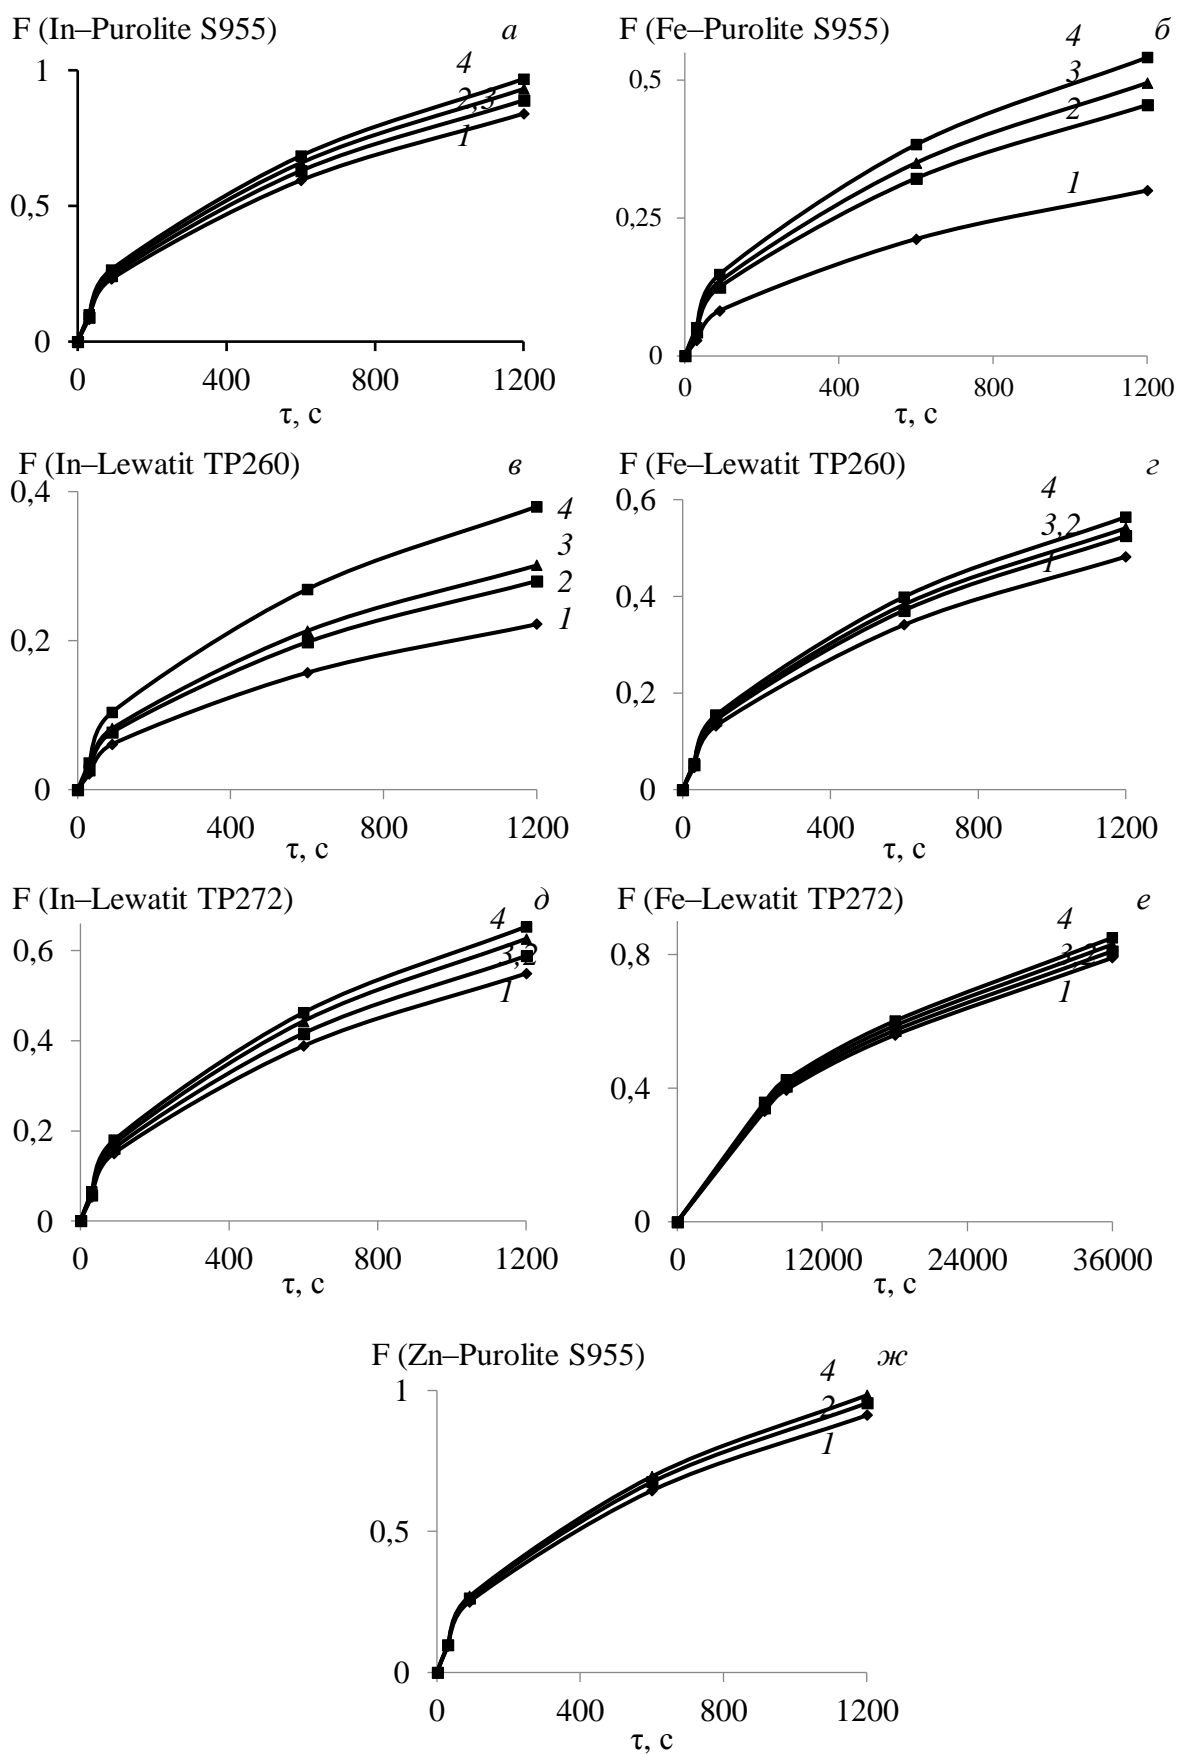 F (In–Purolite S955) а
4
2,3
1
1
0,5
0
0 400 800 1200
τ, с
F (Fe–Purolite S955) б
4
3
2
1
0,5
0,25
0
0 400 800 1200
τ, с
F (In–Lewatit TP260) в
4
3
2
1
0,4
0,2
0
0 400 800 1200
τ, с
F (Fe–Lewatit TP260) г
4
3,2
1
0,6
0,4
0,2
0
0 400 800 1200
τ, с
F (In–Lewatit TP272) д
4
3,2
1
0,6
0,4
0,2
0
0 400 800 1200
τ, с
F (Fe–Lewatit TP272) е
4
3,2
1
0,8
0,4
0
0 12000 24000 36000
τ, с
F (Zn–Purolite S955) ж
4
2
1
1
0,5
0
0 400 800 1200
τ, с